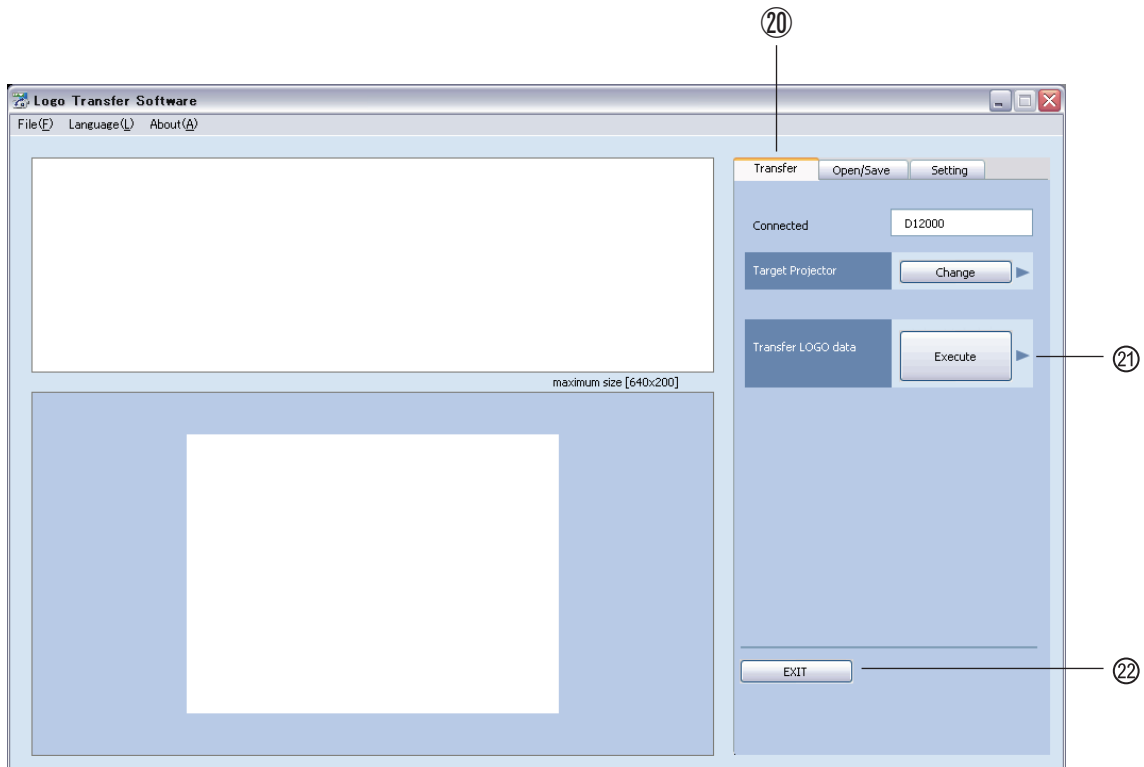 ⑳
Logo Transfer Software
File(F) Language(L) About(A)
Transfer Open/Save Setting
Connected D12000
Target Projector Change
Transfer LOGO data Execute
㉑
maximum size [640x200]
EXIT
㉒